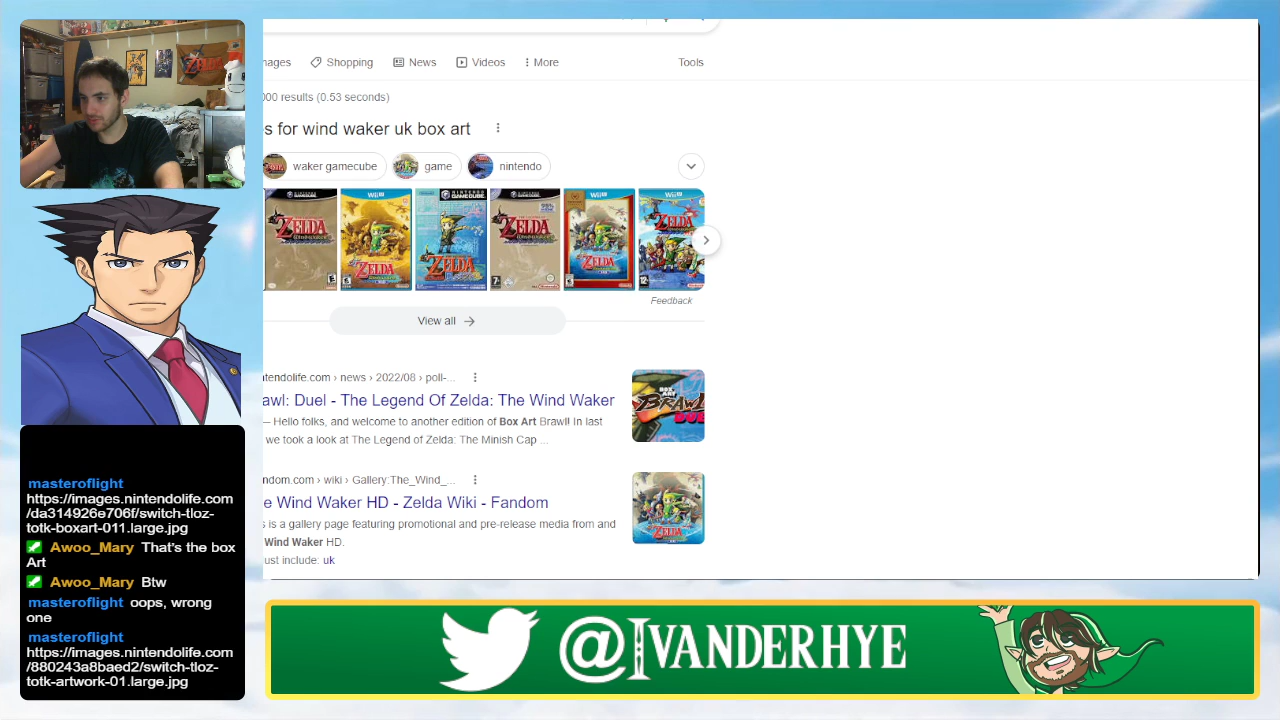 nages Shopping News Videos More Tools
000 results (0.53 seconds)
s for wind waker uk box art
waker gamecube game nintendo
Feedback
View all →
ntendolife.com › news › 2022/08 › poll-...
awl: Duel - The Legend Of Zelda: The Wind Waker
— Hello folks, and welcome to another edition of Box Art Brawl! In last
we took a look at The Legend of Zelda: The Minish Cap ...
BOX ART
BRAWL
DUEL
ndom.com › wiki › Gallery:The_Wind_...
e Wind Waker HD - Zelda Wiki - Fandom
s is a gallery page featuring promotional and pre-release media from and
Wind Waker HD.
ust include: uk
ZELDA
masteroflight
https://images.nintendolife.com
/da314926e706f/switch-tloz-
totk-boxart-011.large.jpg
Awoo_Mary That's the box
Art
Awoo_Mary Btw
masteroflight oops, wrong
one
masteroflight
https://images.nintendolife.com
/880243a8baed2/switch-tloz-
totk-artwork-01.large.jpg
@IVANDERHYE